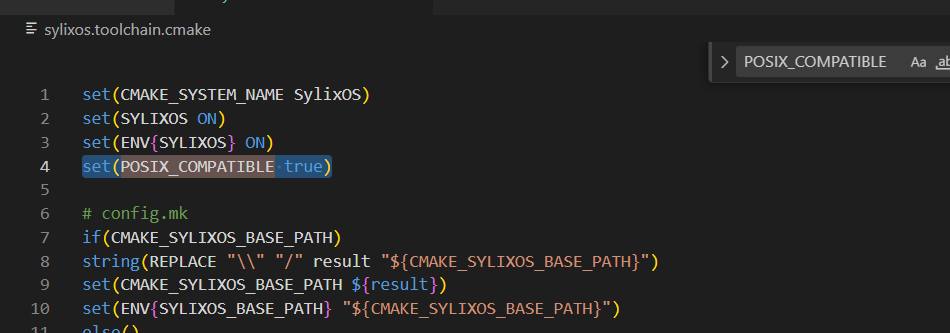 sylixos.toolchain.cmake
POSIX_COMPATIBLE Aa ab
1 set(CMAKE_SYSTEM_NAME SylixOS)
2 set(SYLIXOS ON)
3 set(ENV{SYLIXOS} ON)
4 set(POSIX_COMPATIBLE true)
5
6 # config.mk
7 if(CMAKE_SYLIXOS_BASE_PATH)
8 string(REPLACE "\\" "/" result "${CMAKE_SYLIXOS_BASE_PATH}")
9 set(CMAKE_SYLIXOS_BASE_PATH ${result})
10 set(ENV{SYLIXOS_BASE_PATH} "${CMAKE_SYLIXOS_BASE_PATH}")
11 else()